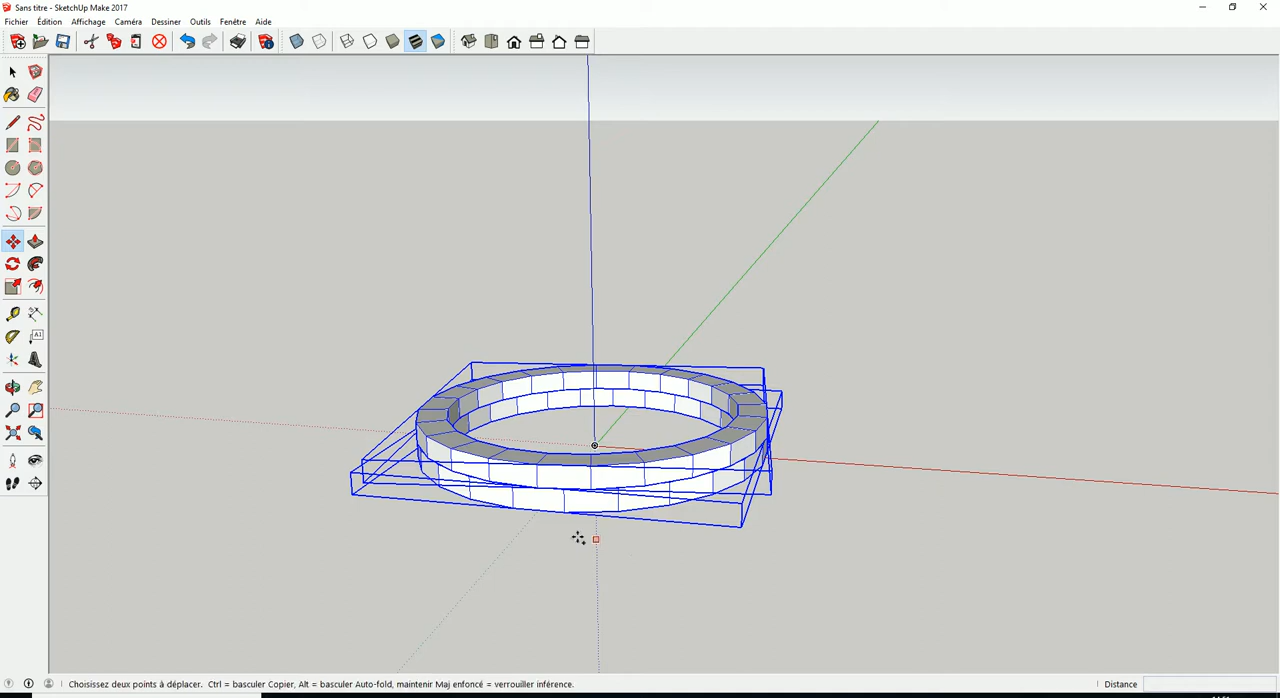 Sans titre - SketchUp Make 2017
Fichier Édition Affichage Caméra Dessiner Outils Fenêtre Aide
A1
Choisissez deux points à déplacer. Ctrl = basculer Copier, Alt = basculer Auto-fold, maintenir Maj enfoncé = verrouiller inférence.
Distance